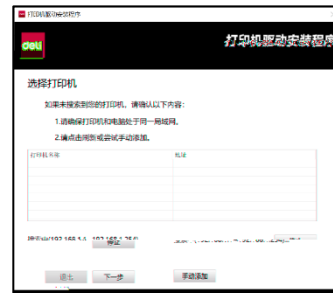 打印机驱动安装程序
deli
打印机驱动安装程序
选择打印机
如果未搜索到您的打印机，请确认以下内容:
1.请确保打印机和电脑处于同一局域网。
2.请点击刷新或尝试手动添加。
打印机名称 地址
停止
下一步 手动添加